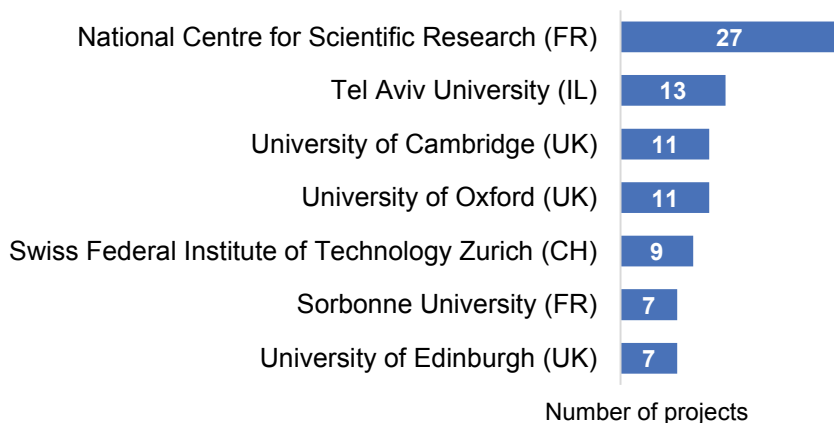 National Centre for Scientific Research (FR) 27
Tel Aviv University (IL) 13
University of Cambridge (UK) 11
University of Oxford (UK) 11
Swiss Federal Institute of Technology Zurich (CH) 9
Sorbonne University (FR) 7
University of Edinburgh (UK) 7
Number of projects